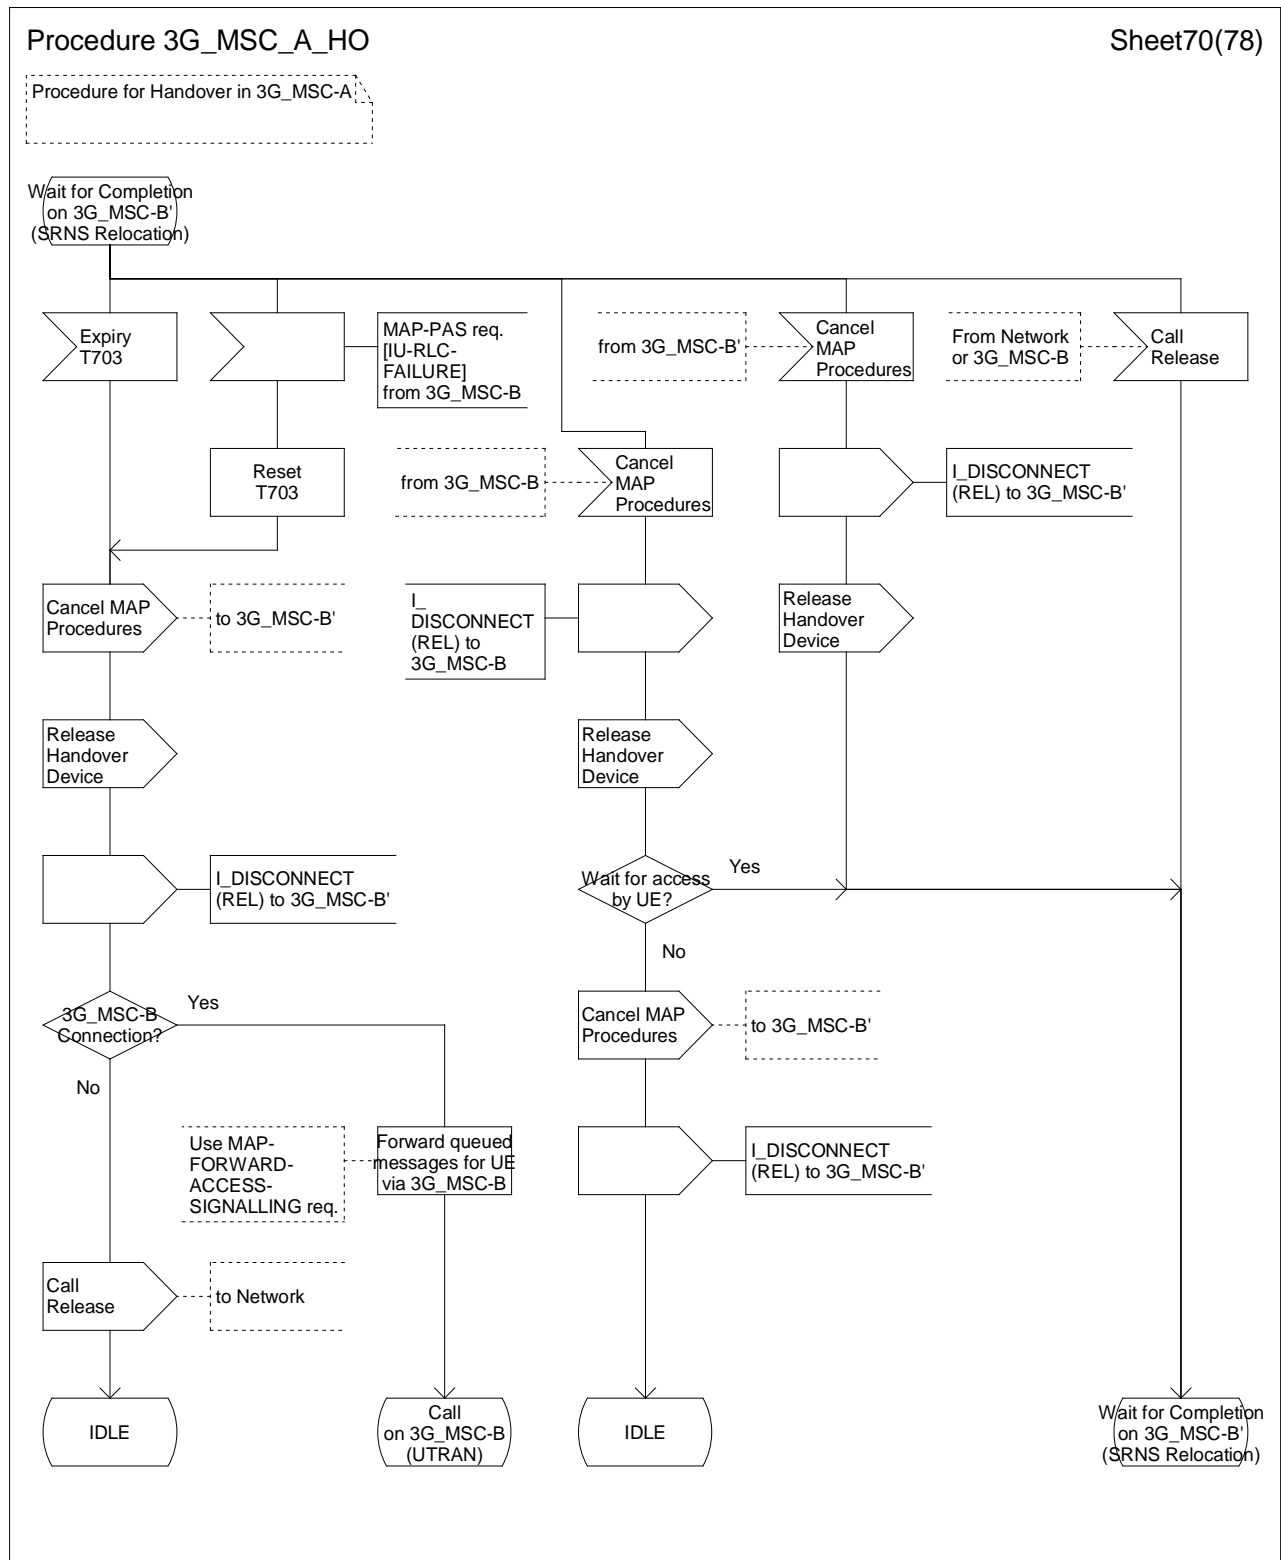 Procedure 3G_MSC_A_HO
Sheet70(78)
Procedure for Handover in 3G_MSC-A
Wait for Completion
on 3G_MSC-B'
(SRNS Relocation)
Expiry
T703
MAP-PAS req.
[IU-RLC-
FAILURE]
from 3G_MSC-B
from 3G_MSC-B'
Cancel
MAP
Procedures
From Network
or 3G_MSC-B
Call
Release
Reset
T703
from 3G_MSC-B
Cancel
MAP
Procedures
I_DISCONNECT
(REL) to 3G_MSC-B'
Cancel MAP
Procedures
to 3G_MSC-B'
I_
DISCONNECT
(REL) to
3G_MSC-B
Release
Handover
Device
Release
Handover
Device
Release
Handover
Device
I_DISCONNECT
(REL) to 3G_MSC-B'
Wait for access
by UE?
Yes
No
3G_MSC-B
Connection?
Yes
No
Cancel MAP
Procedures
to 3G_MSC-B'
Use MAP-
FORWARD-
ACCESS-
SIGNALLING req.
Forward queued
messages for UE
via 3G_MSC-B
I_DISCONNECT
(REL) to 3G_MSC-B'
Call
Release
to Network
IDLE
Call
on 3G_MSC-B
(UTRAN)
IDLE
Wait for Completion
on 3G_MSC-B'
(SRNS Relocation)